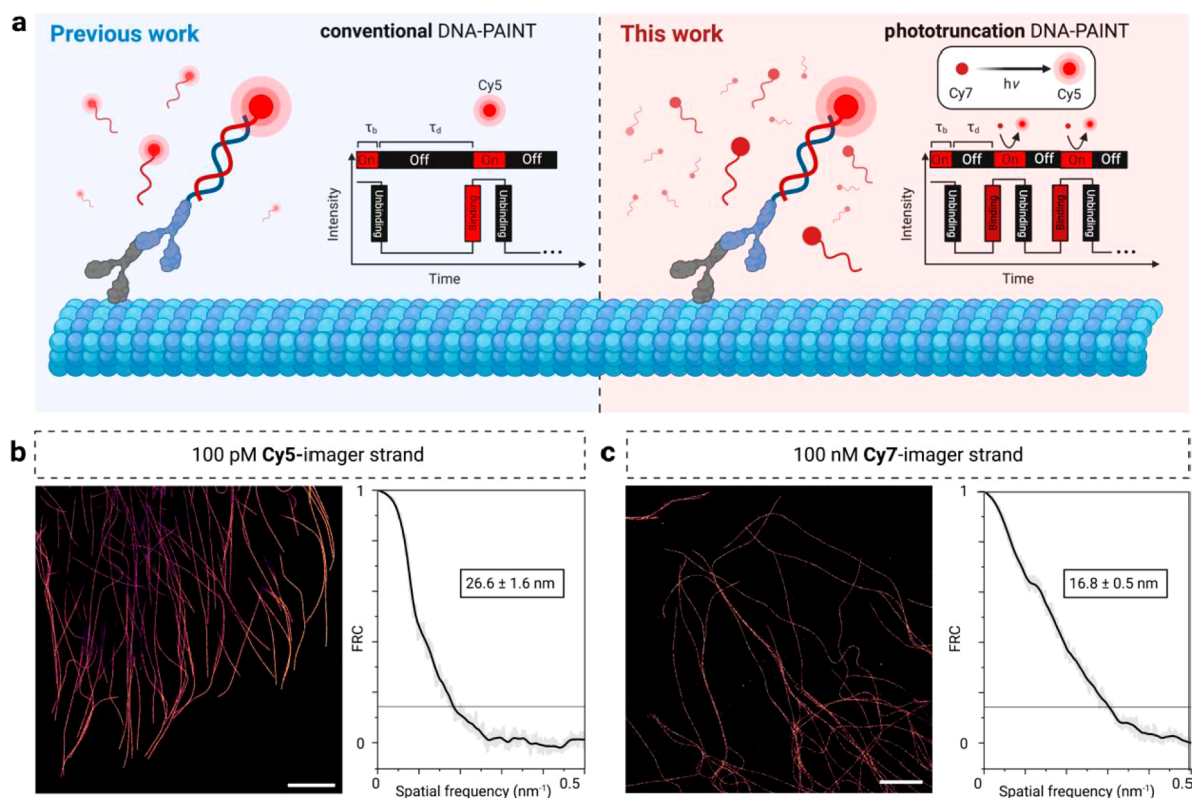 a
Previous work
conventional DNA-PAINT
Cy5
τb
τd
On
Off
On
Off
Intensity
Unbinding
Binding
Unbinding
...
Time
This work
phototruncation DNA-PAINT
Cy7
hν
Cy5
τb
τd
On
Off
On
Off
On
Off
Intensity
Unbinding
Binding
Unbinding
Binding
Unbinding
...
Time
b
100 pM Cy5-imager strand
1
FRC
0
26.6 ± 1.6 nm
0
0.5
Spatial frequency (nm⁻¹)
c
100 nM Cy7-imager strand
1
FRC
0
16.8 ± 0.5 nm
0
0.5
Spatial frequency (nm⁻¹)